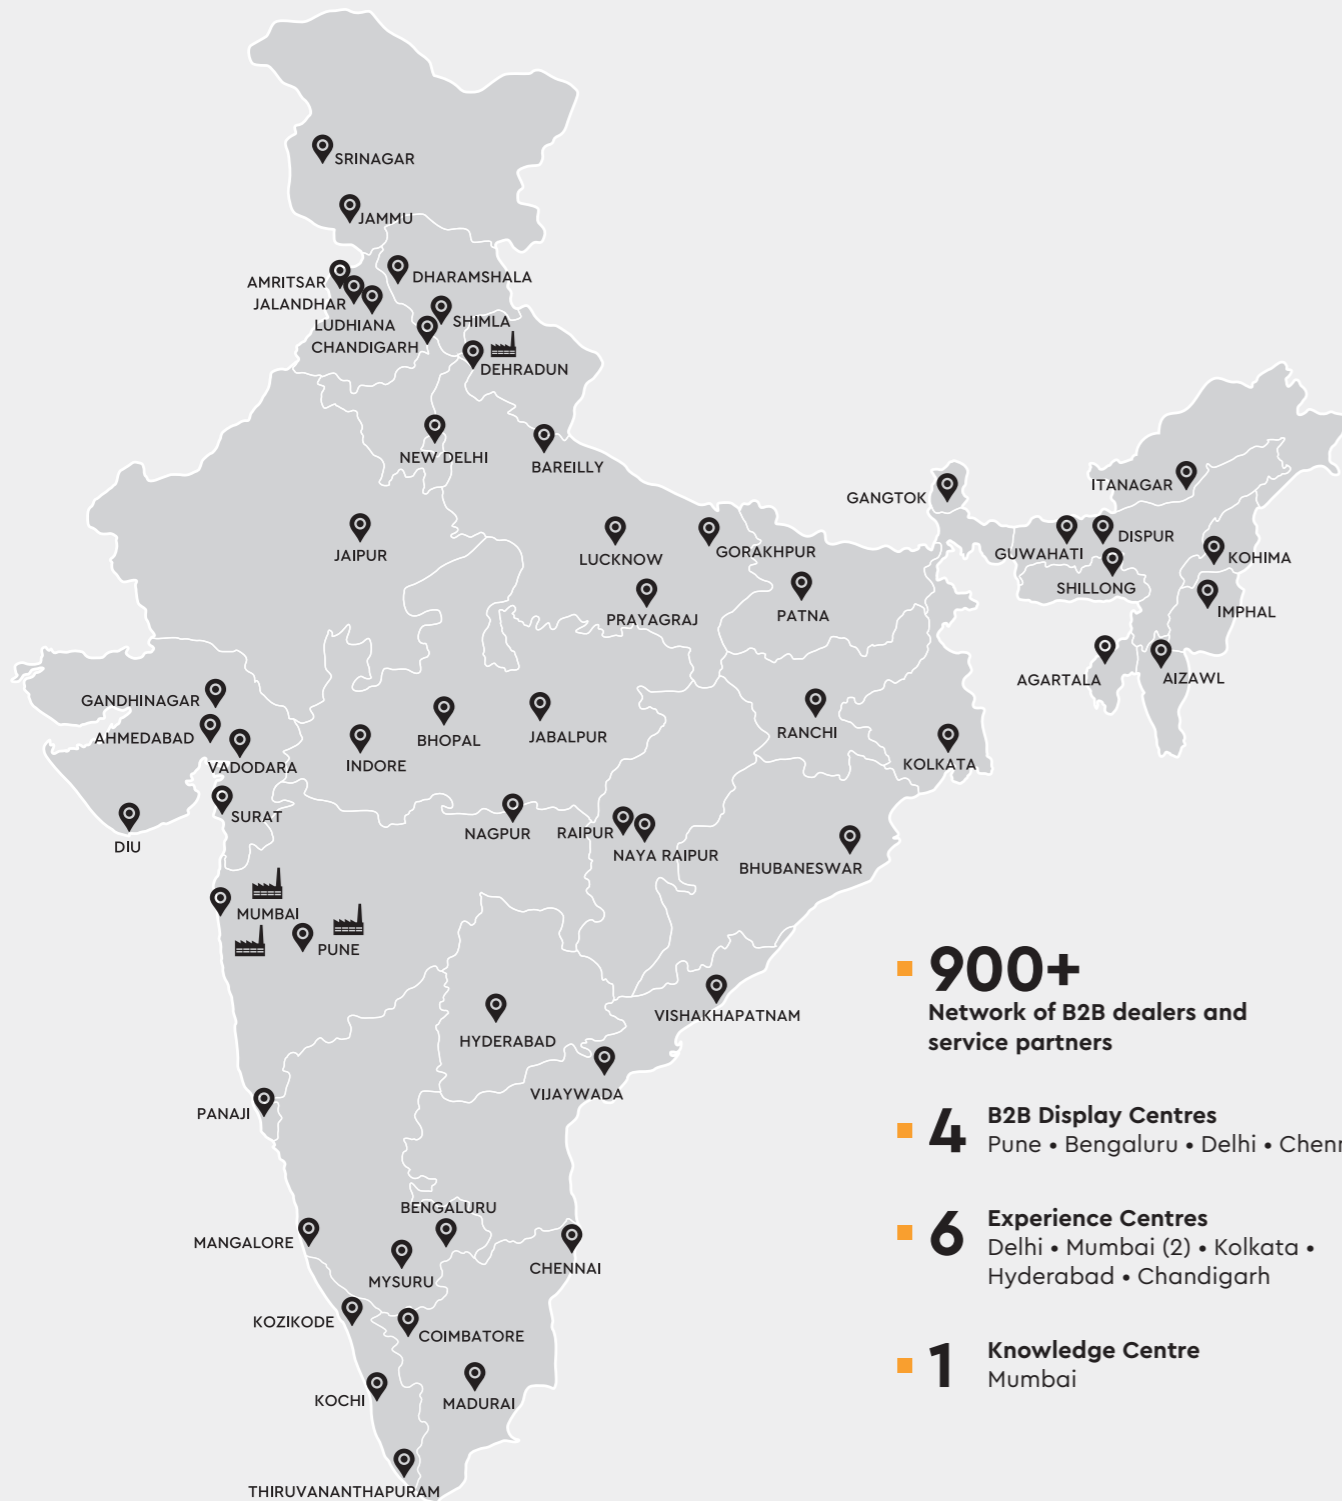 SRINAGAR
JAMMU
DHARAMSHALA
AMRITSAR
JALANDHAR
SHIMLA
LUDHIANA
CHANDIGARH
DEHRADUN
NEW DELHI
BAREILLY
ITANAGAR
GANGTOK
DISPUR
JAIPUR
LUCKNOW
GORAKHPUR
GUWAHATI
KOHIMA
SHILLONG
PRAYAGRAJ
PATNA
IMPHAL
AGARTALA
AIZAWL
GANDHINAGAR
AHMEDABAD
BHOPAL
JABALPUR
RANCHI
VADODARA
INDORE
KOLKATA
SURAT
NAGPUR
RAIPUR
DIU
NAYA RAIPUR
BHUBANESWAR
MUMBAI
PUNE
VISHAKHAPATNAM
HYDERABAD
VIJAYWADA
PANAJI
BENGALURU
MANGALORE
CHENNAI
MYSURU
KOZIKODE
COIMBATORE
KOCHI
MADURAI
THIRUVANANTHAPURAM
900+
Network of B2B dealers and
service partners
4 B2B Display Centres
Pune • Bengaluru • Delhi •
6 Experience Centres
Delhi • Mumbai (2) • Kolkata •
Hyderabad • Chandigarh
1 Knowledge Centre
Mumbai